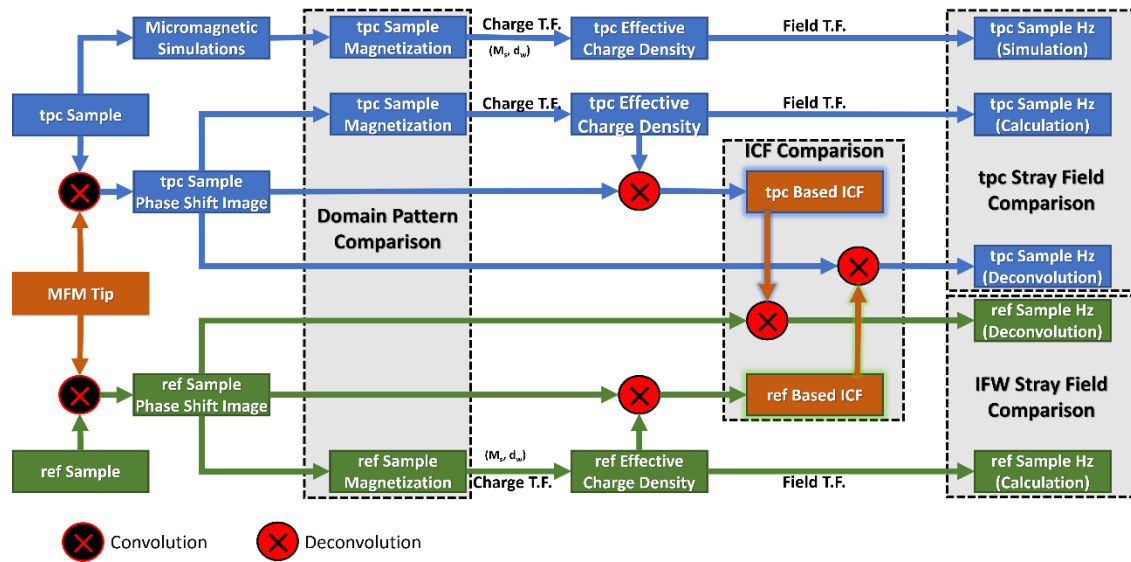 Micromagnetic
Simulations
tpc Sample
Magnetization
Charge T.F.
(Ms, dw)
tpc Effective
Charge Density
Field T.F.
tpc Sample Hz
(Simulation)
tpc Sample
tpc Sample
Magnetization
Charge T.F.
tpc Effective
Charge Density
Field T.F.
tpc Sample Hz
(Calculation)
ICF Comparison
tpc Sample
Phase Shift Image
tpc Based ICF
tpc Stray Field
Comparison
Domain Pattern
Comparison
tpc Sample Hz
(Deconvolution)
MFM Tip
ref Sample Hz
(Deconvolution)
ref Sample
Phase Shift Image
ref Based ICF
IFW Stray Field
Comparison
ref Sample
ref Sample
Magnetization
(Ms, dw)
Charge T.F.
ref Effective
Charge Density
Field T.F.
ref Sample Hz
(Calculation)
Convolution
Deconvolution